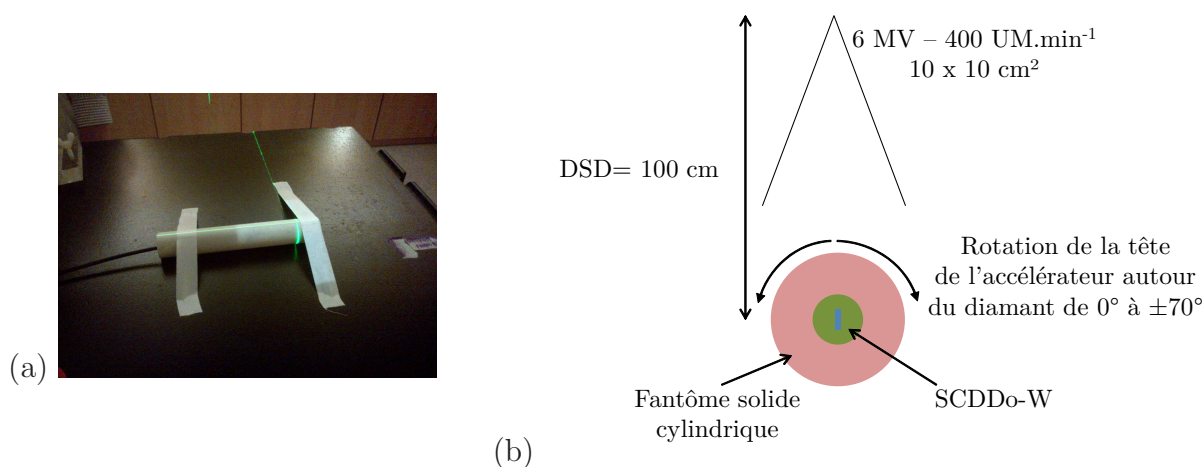 6 MV – 400 UM.min⁻¹
10 x 10 cm²
DSD= 100 cm
Rotation de la tête
de l'accélérateur autour
du diamant de 0° à ±70°
(a)
Fantôme solide
cylindrique
SCDDo-W
(b)